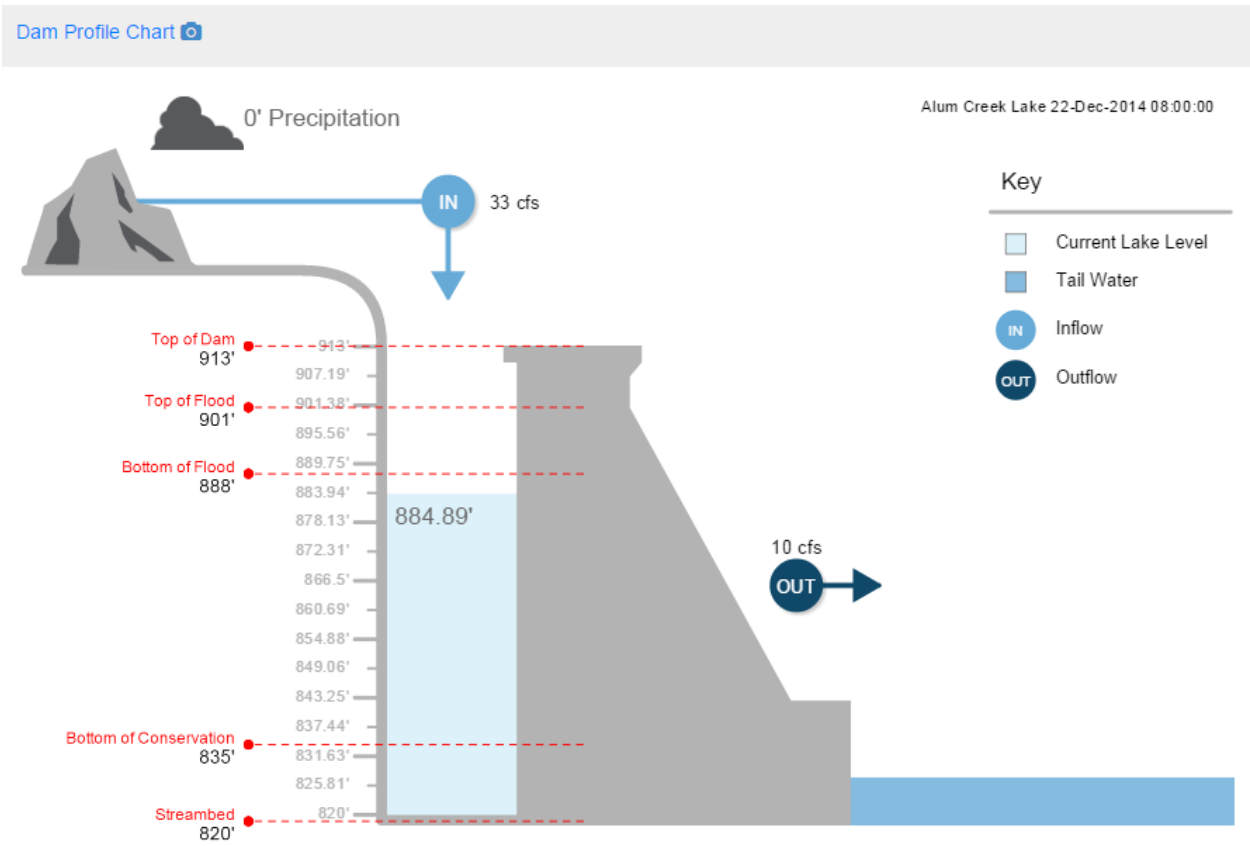 Dam Profile Chart
0' Precipitation
Alum Creek Lake 22-Dec-2014 08:00:00
Key
IN
33 cfs
Current Lake Level
Tail Water
IN
Inflow
OUT
Outflow
Top of Dam
913'
913'
907.19'
Top of Flood
901'
901.38'
895.56'
Bottom of Flood
888'
889.75'
883.94'
884.89'
878.13'
872.31'
866.5'
860.69'
854.88'
849.06'
843.25'
837.44'
10 cfs
OUT
Bottom of Conservation
835'
831.63'
825.81'
Streambed
820'
820'